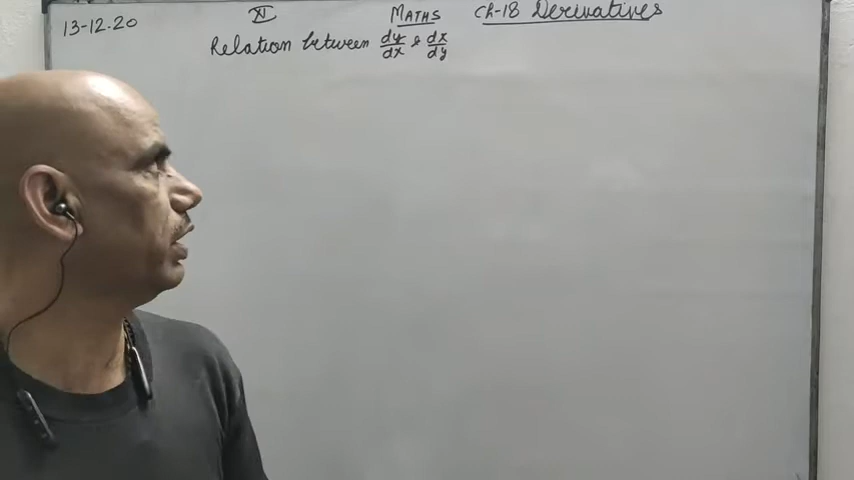 13-12.20 XI MATHS Ch-18 Derivatives
Relation between dy/dx & dx/dy